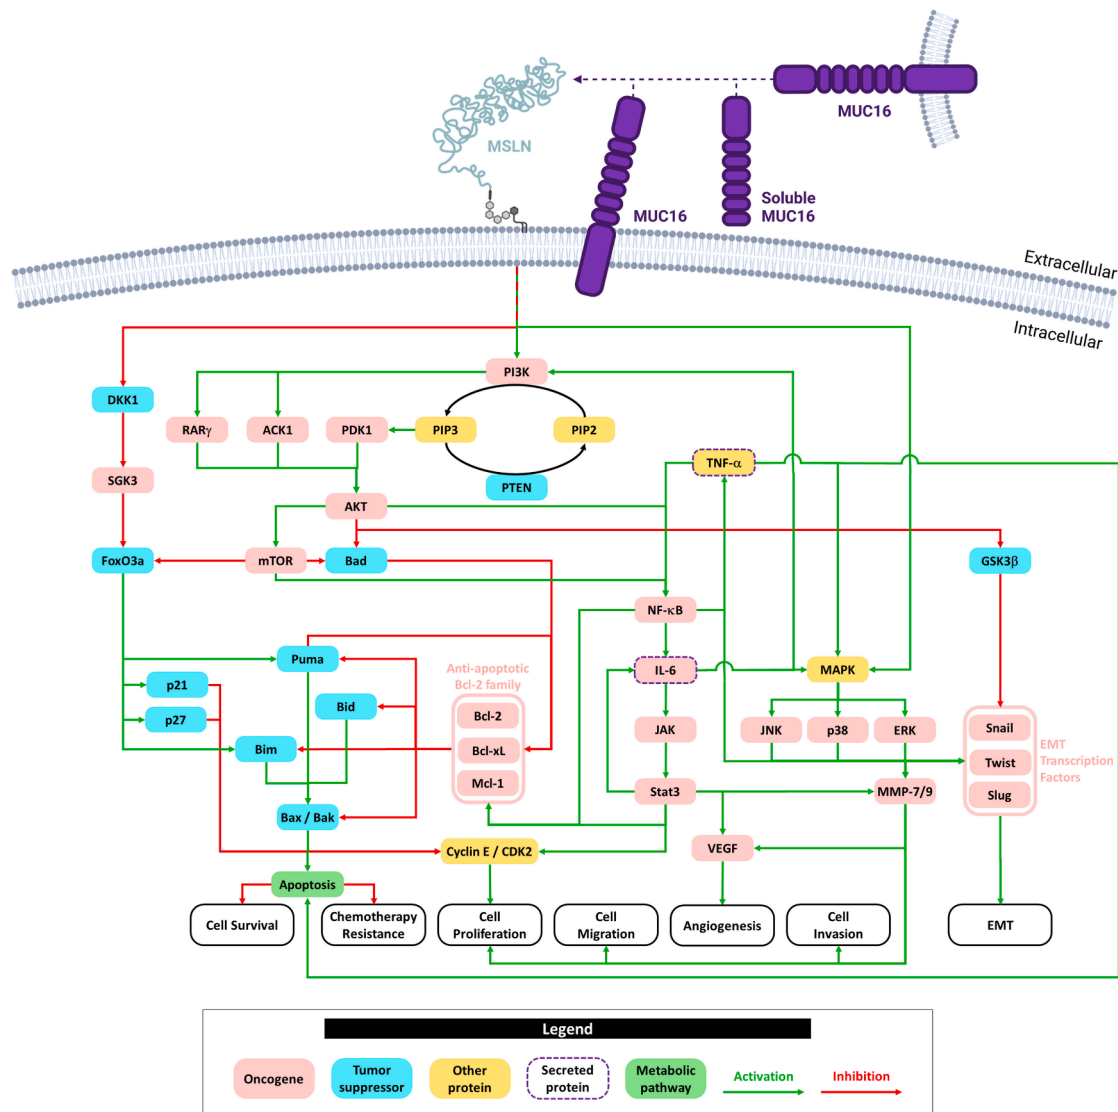 MUC16
MSLN
Soluble
MUC16
MUC16
Extracellular
Intracellular
PI3K
DKK1
RARγ
ACK1
PDK1
PIP3
PIP2
TNF-α
SGK3
PTEN
AKT
FoxO3a
mTOR
Bad
GSK3β
NF-κB
Puma
Anti-apoptotic
Bcl-2 family
IL-6
MAPK
p21
Bid
p27
Bcl-2
JAK
JNK
p38
ERK
Snail
Bim
Bcl-xL
EMT
Transcription
Factors
Twist
Mcl-1
Stat3
MMP-7/9
Slug
Bax / Bak
Cyclin E / CDK2
VEGF
Apoptosis
Cell Survival
Chemotherapy
Resistance
Cell
Proliferation
Cell
Migration
Angiogenesis
Cell
Invasion
EMT
Legend
Oncogene
Tumor
suppressor
Other
protein
Secreted
protein
Metabolic
pathway
Activation
Inhibition